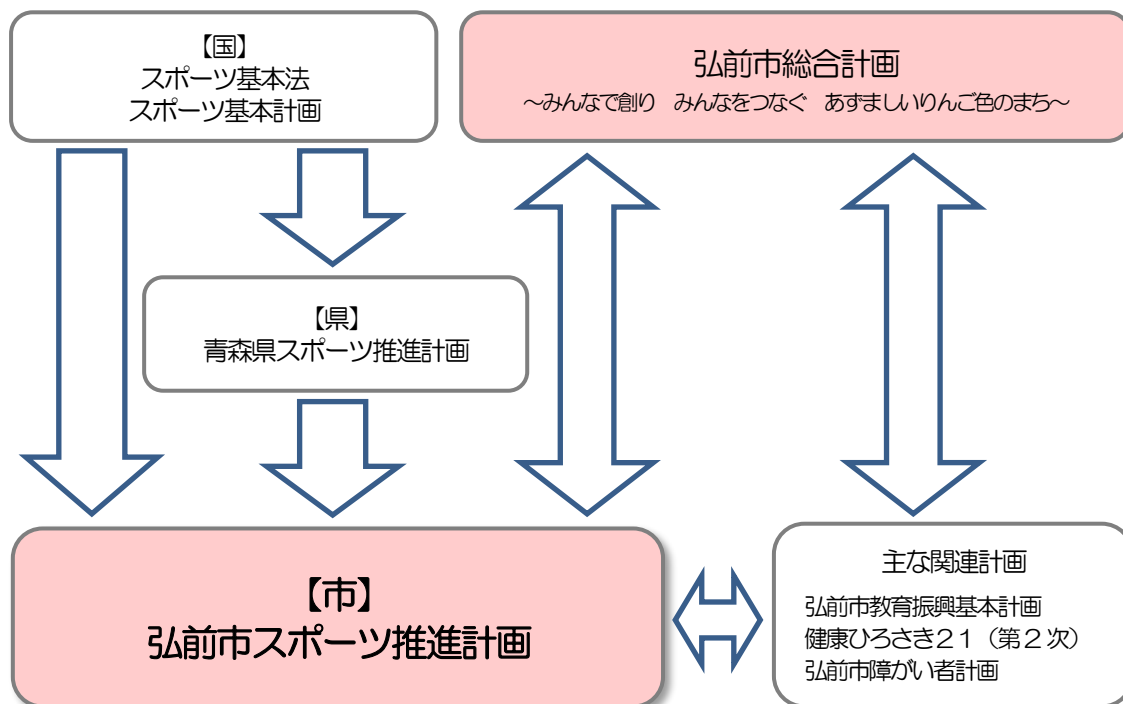 【国】
スポーツ基本法
スポーツ基本計画
弘前市総合計画
～みんなで創り　みんなをつなぐ　あずましいりんご色のまち～
【県】
青森県スポーツ推進計画
【市】
弘前市スポーツ推進計画
主な関連計画
弘前市教育振興基本計画
健康ひろさき２１（第２次）
弘前市障がい者計画